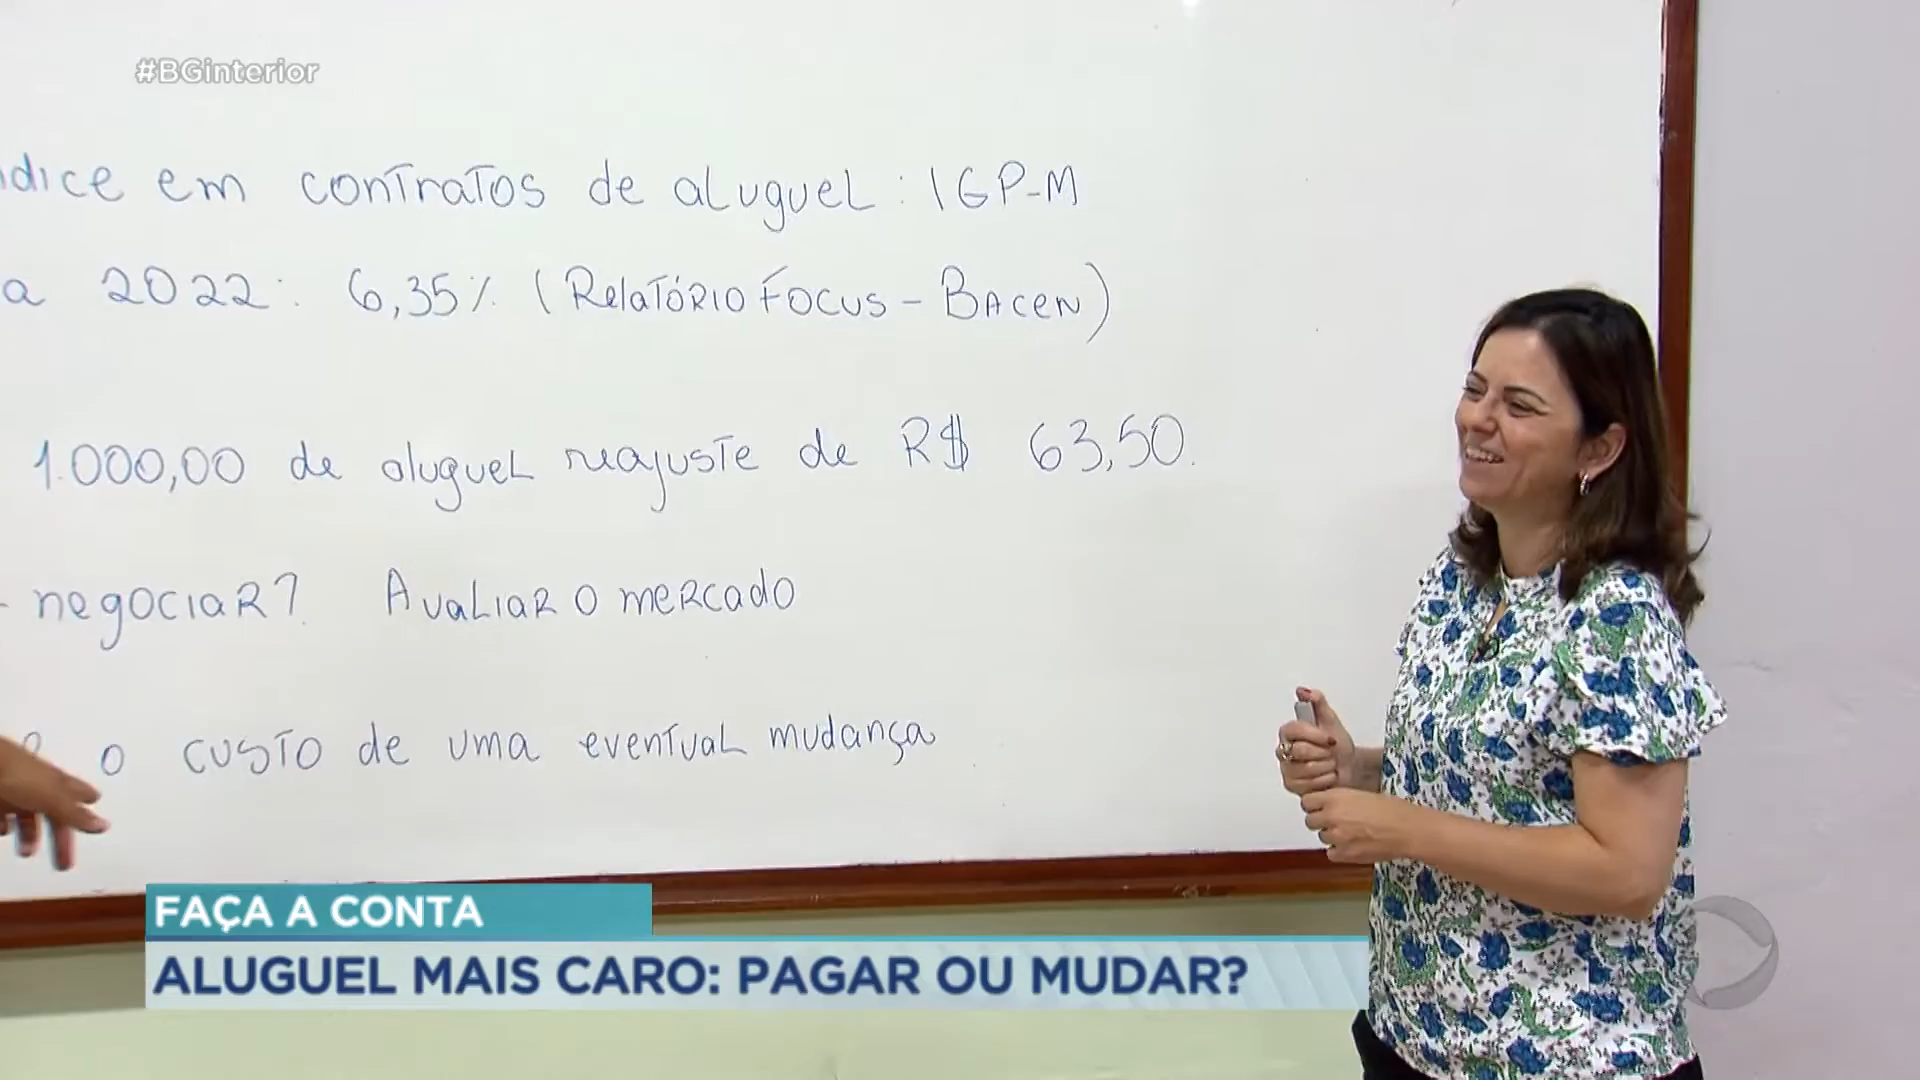 #BGinterior
dice em contratos de aluguel: IGP-M
a 2022: 6,35% (Relatório Focus - Bacen)
1.000,00 de aluguel reajuste de R$ 63,50.
- negociar? Avaliar o mercado
o custo de uma eventual mudança
FAÇA A CONTA
ALUGUEL MAIS CARO: PAGAR OU MUDAR?